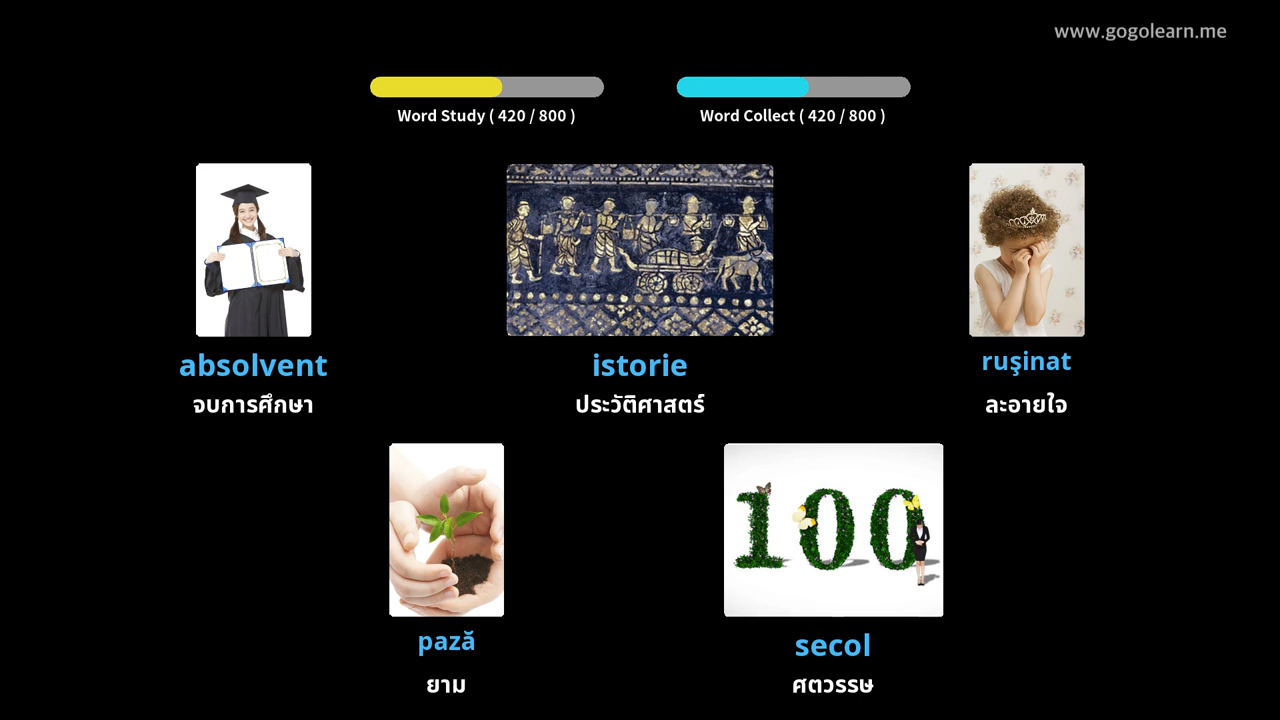 www.gogolearn.me
Word Study ( 420 / 800 )
Word Collect ( 420 / 800 )
absolvent
จบการศึกษา
istorie
ประวัติศาสตร์
ruşinat
ละอายใจ
pază
ยาม
100
secol
ศตวรรษ